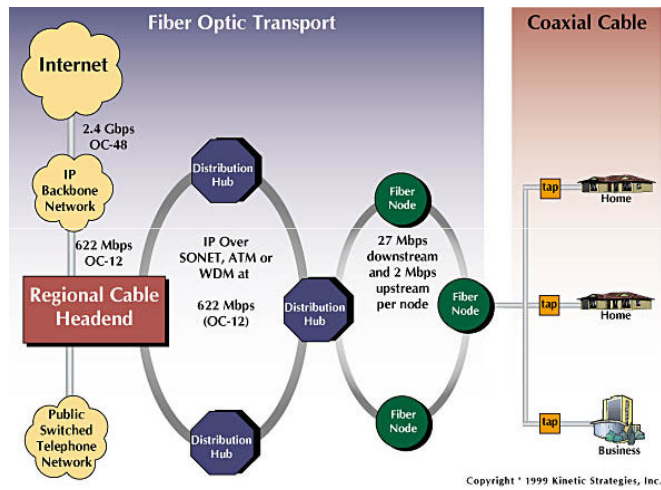 Fiber Optic Transport
Coaxial Cable
Internet
2.4 Gbps
OC-48
IP
Backbone
Network
622 Mbps
OC-12
Regional Cable
Headend
Public
Switched
Telephone
Network
Distribution
Hub
IP Over
SONET, ATM or
WDM at
622 Mbps
(OC-12)
Distribution
Hub
Distribution
Hub
Fiber
Node
27 Mbps
downstream
and 2 Mbps
upstream
per node
Fiber
Node
Fiber
Node
tap
Home
tap
Home
tap
Business
Copyright * 1999 Kinetic Strategies, Inc.